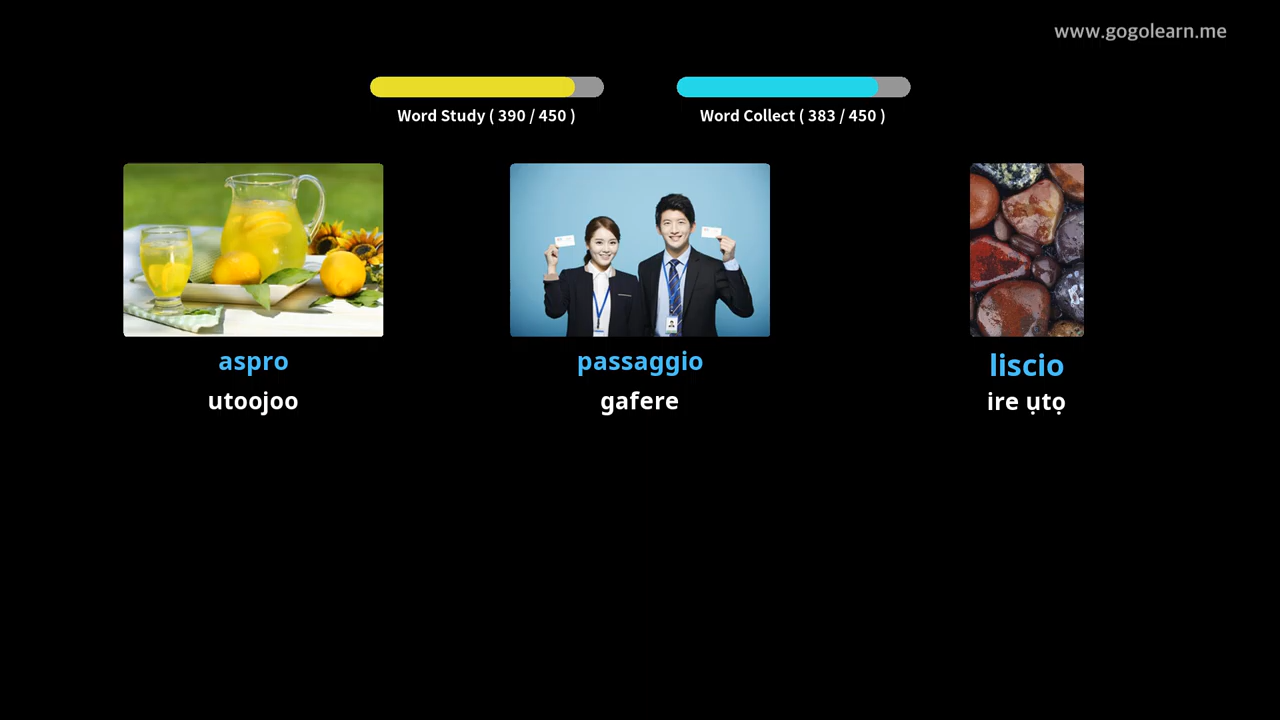 www.gogolearn.me
Word Study ( 390 / 450 )
Word Collect ( 383 / 450 )
aspro
passaggio
liscio
utoojoo
gafere
ire ụtọ